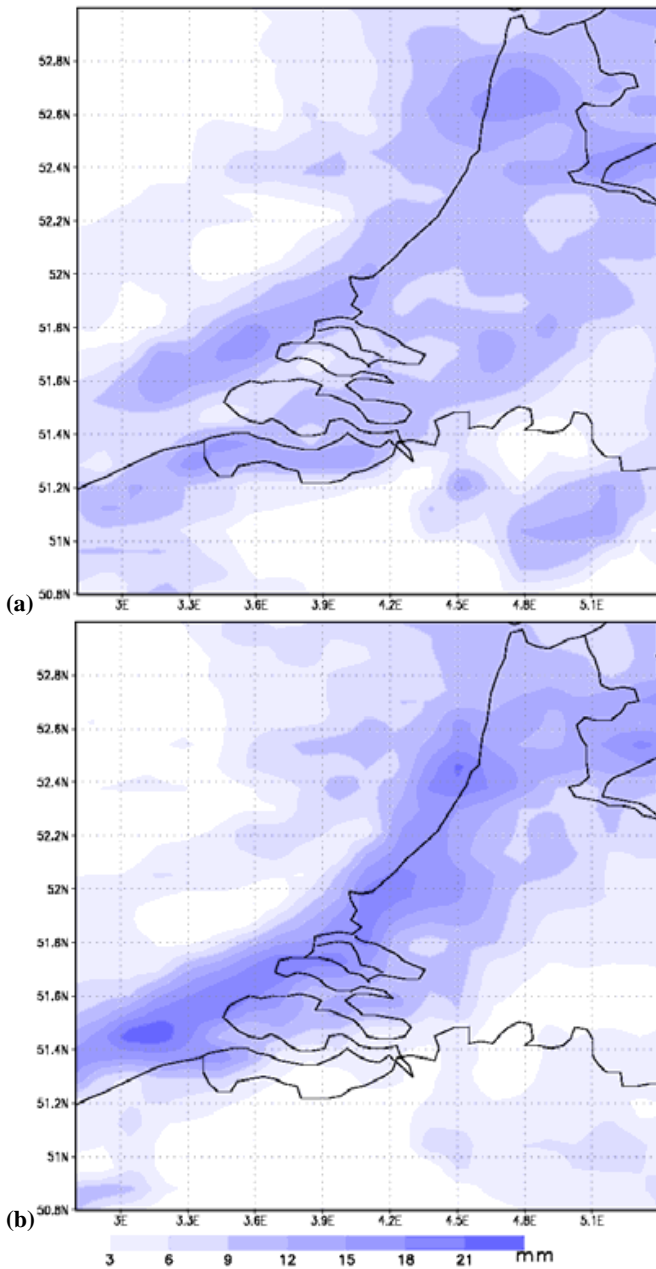 52.8N
52.6N
52.4N
52.2N
52N
51.8N
51.6N
51.4N
51.2N
51N
50.8N
(a)
3E 3.3E 3.6E 3.9E 4.2E 4.5E 4.8E 5.1E
52.8N
52.6N
52.4N
52.2N
52N
51.8N
51.6N
51.4N
51.2N
51N
50.8N
(b)
3E 3.3E 3.6E 3.9E 4.2E 4.5E 4.8E 5.1E
3 6 9 12 15 18 21 mm